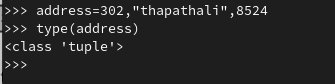 >>> address=302,"thapathali",8524
>>> type(address)
<class 'tuple'>
>>>